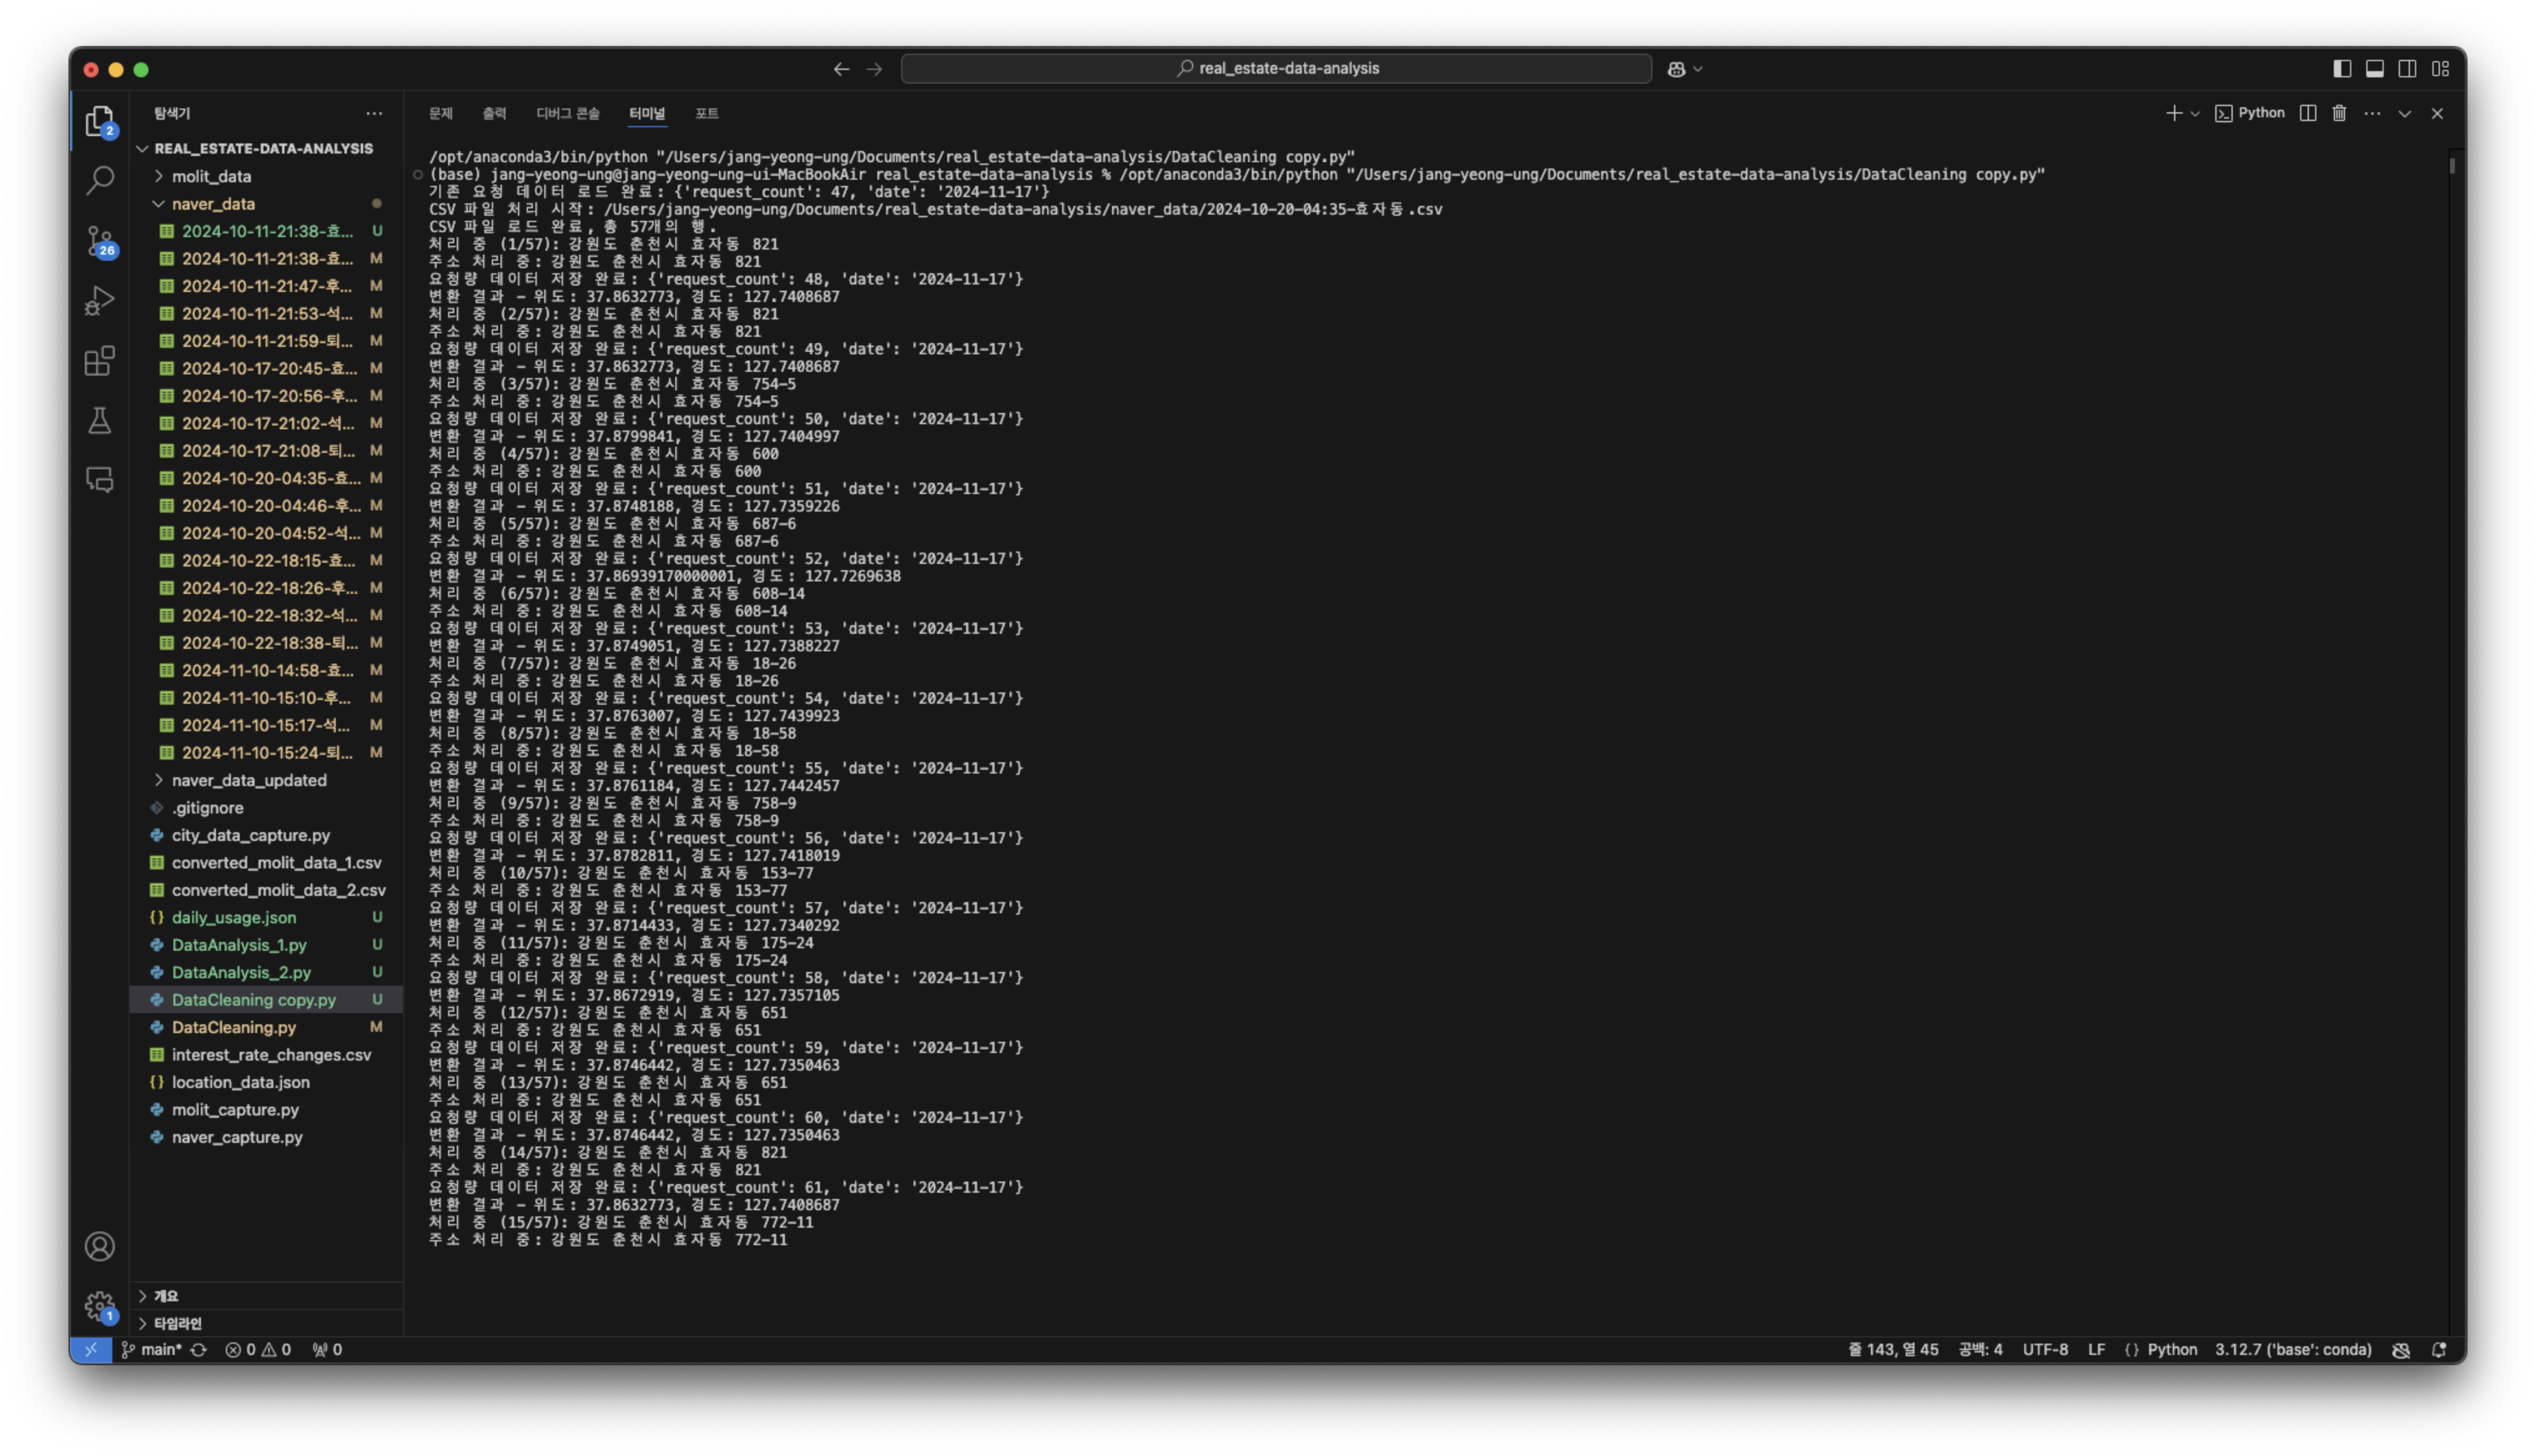 real_estate-data-analysis
2
26
1
탐색기
REAL_ESTATE-DATA-ANALYSIS
molit_data
naver_data
2024-10-11-21:38-효... U
2024-10-11-21:38-효... M
2024-10-11-21:47-후... M
2024-10-11-21:53-석... M
2024-10-11-21:59-퇴... M
2024-10-17-20:45-효... M
2024-10-17-20:56-후... M
2024-10-17-21:02-석... M
2024-10-17-21:08-퇴... M
2024-10-20-04:35-효... M
2024-10-20-04:46-후... M
2024-10-20-04:52-석... M
2024-10-22-18:15-효... M
2024-10-22-18:26-후... M
2024-10-22-18:32-석... M
2024-10-22-18:38-퇴... M
2024-11-10-14:58-효... M
2024-11-10-15:10-후... M
2024-11-10-15:17-석... M
2024-11-10-15:24-퇴... M
naver_data_updated
.gitignore
city_data_capture.py
converted_molit_data_1.csv
converted_molit_data_2.csv
daily_usage.json U
DataAnalysis_1.py U
DataAnalysis_2.py U
DataCleaning copy.py U
DataCleaning.py M
interest_rate_changes.csv
location_data.json
molit_capture.py
naver_capture.py
개요
타임라인
문제 출력 디버그 콘솔 터미널 포트
Python
/opt/anaconda3/bin/python "/Users/jang-yeong-ung/Documents/real_estate-data-analysis/DataCleaning copy.py"
(base) jang-yeong-ung@jang-yeong-ung-ui-MacBookAir real_estate-data-analysis % /opt/anaconda3/bin/python "/Users/jang-yeong-ung/Documents/real_estate-data-analysis/DataCleaning copy.py"
기존 요청 데이터 로드 완료: {'request_count': 47, 'date': '2024-11-17'}
CSV 파일 처리 시작: /Users/jang-yeong-ung/Documents/real_estate-data-analysis/naver_data/2024-10-20-04:35-효자동.csv
CSV 파일 로드 완료, 총 57개의 행.
처리 중 (1/57): 강원도 춘천시 효자동 821
주소 처리 중: 강원도 춘천시 효자동 821
요청량 데이터 저장 완료: {'request_count': 48, 'date': '2024-11-17'}
변환 결과 - 위도: 37.8632773, 경도: 127.7408687
처리 중 (2/57): 강원도 춘천시 효자동 821
주소 처리 중: 강원도 춘천시 효자동 821
요청량 데이터 저장 완료: {'request_count': 49, 'date': '2024-11-17'}
변환 결과 - 위도: 37.8632773, 경도: 127.7408687
처리 중 (3/57): 강원도 춘천시 효자동 754-5
주소 처리 중: 강원도 춘천시 효자동 754-5
요청량 데이터 저장 완료: {'request_count': 50, 'date': '2024-11-17'}
변환 결과 - 위도: 37.8799841, 경도: 127.7404997
처리 중 (4/57): 강원도 춘천시 효자동 600
주소 처리 중: 강원도 춘천시 효자동 600
요청량 데이터 저장 완료: {'request_count': 51, 'date': '2024-11-17'}
변환 결과 - 위도: 37.8748188, 경도: 127.7359226
처리 중 (5/57): 강원도 춘천시 효자동 687-6
주소 처리 중: 강원도 춘천시 효자동 687-6
요청량 데이터 저장 완료: {'request_count': 52, 'date': '2024-11-17'}
변환 결과 - 위도: 37.86939170000001, 경도: 127.7269638
처리 중 (6/57): 강원도 춘천시 효자동 608-14
주소 처리 중: 강원도 춘천시 효자동 608-14
요청량 데이터 저장 완료: {'request_count': 53, 'date': '2024-11-17'}
변환 결과 - 위도: 37.8749051, 경도: 127.7388227
처리 중 (7/57): 강원도 춘천시 효자동 18-26
주소 처리 중: 강원도 춘천시 효자동 18-26
요청량 데이터 저장 완료: {'request_count': 54, 'date': '2024-11-17'}
변환 결과 - 위도: 37.8763007, 경도: 127.7439923
처리 중 (8/57): 강원도 춘천시 효자동 18-58
주소 처리 중: 강원도 춘천시 효자동 18-58
요청량 데이터 저장 완료: {'request_count': 55, 'date': '2024-11-17'}
변환 결과 - 위도: 37.8761184, 경도: 127.7442457
처리 중 (9/57): 강원도 춘천시 효자동 758-9
주소 처리 중: 강원도 춘천시 효자동 758-9
요청량 데이터 저장 완료: {'request_count': 56, 'date': '2024-11-17'}
변환 결과 - 위도: 37.8782811, 경도: 127.7418019
처리 중 (10/57): 강원도 춘천시 효자동 153-77
주소 처리 중: 강원도 춘천시 효자동 153-77
요청량 데이터 저장 완료: {'request_count': 57, 'date': '2024-11-17'}
변환 결과 - 위도: 37.8714433, 경도: 127.7340292
처리 중 (11/57): 강원도 춘천시 효자동 175-24
주소 처리 중: 강원도 춘천시 효자동 175-24
요청량 데이터 저장 완료: {'request_count': 58, 'date': '2024-11-17'}
변환 결과 - 위도: 37.8672919, 경도: 127.7357105
처리 중 (12/57): 강원도 춘천시 효자동 651
주소 처리 중: 강원도 춘천시 효자동 651
요청량 데이터 저장 완료: {'request_count': 59, 'date': '2024-11-17'}
변환 결과 - 위도: 37.8746442, 경도: 127.7350463
처리 중 (13/57): 강원도 춘천시 효자동 651
주소 처리 중: 강원도 춘천시 효자동 651
요청량 데이터 저장 완료: {'request_count': 60, 'date': '2024-11-17'}
변환 결과 - 위도: 37.8746442, 경도: 127.7350463
처리 중 (14/57): 강원도 춘천시 효자동 821
주소 처리 중: 강원도 춘천시 효자동 821
요청량 데이터 저장 완료: {'request_count': 61, 'date': '2024-11-17'}
변환 결과 - 위도: 37.8632773, 경도: 127.7408687
처리 중 (15/57): 강원도 춘천시 효자동 772-11
주소 처리 중: 강원도 춘천시 효자동 772-11
main* 0 0 0
줄 143, 열 45 공백: 4 UTF-8 LF {} Python 3.12.7 ('base': conda)